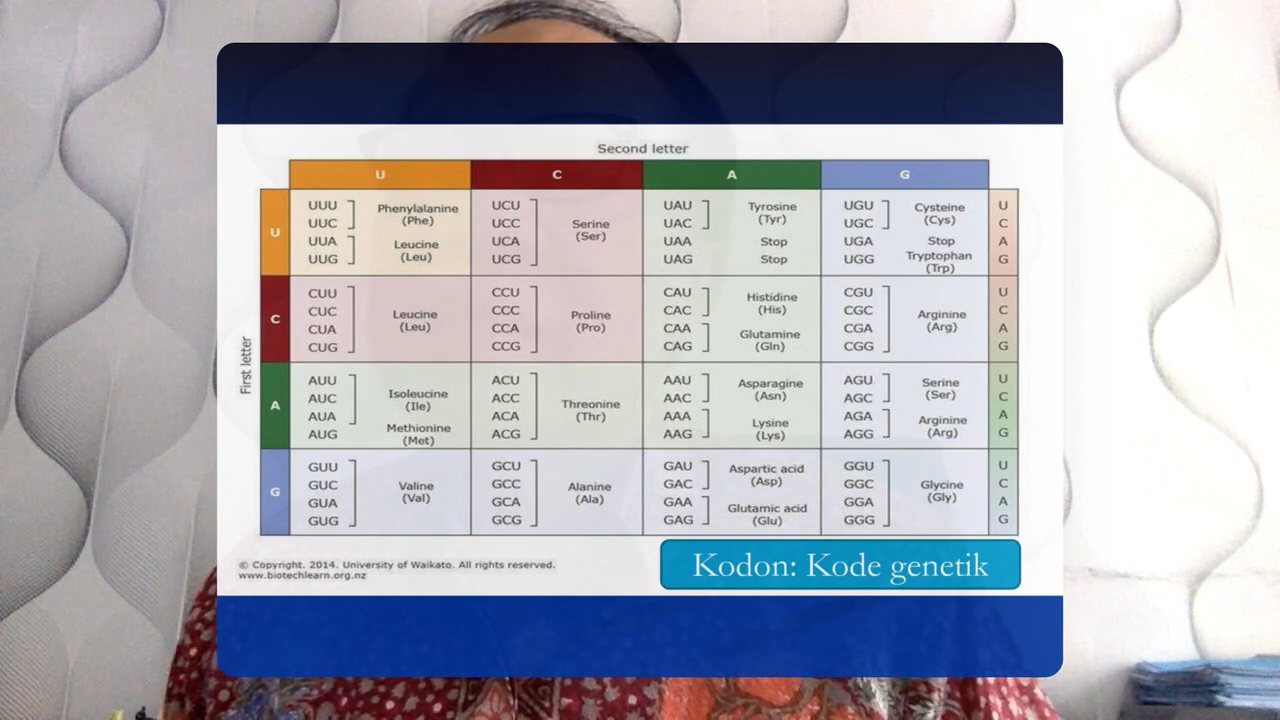 Second letter
U C A G
First letter
U
UUU
UUC
UUA
UUG
Phenylalanine
(Phe)
Leucine
(Leu)
UCU
UCC
UCA
UCG
Serine
(Ser)
UAU
UAC
UAA
UAG
Tyrosine
(Tyr)
Stop
Stop
UGU
UGC
UGA
UGG
Cysteine
(Cys)
Stop
Tryptophan
(Trp)
U
C
A
G
C
CUU
CUC
CUA
CUG
Leucine
(Leu)
CCU
CCC
CCA
CCG
Proline
(Pro)
CAU
CAC
CAA
CAG
Histidine
(His)
Glutamine
(Gln)
CGU
CGC
CGA
CGG
Arginine
(Arg)
U
C
A
G
A
AUU
AUC
AUA
AUG
Isoleucine
(Ile)
Methionine
(Met)
ACU
ACC
ACA
ACG
Threonine
(Thr)
AAU
AAC
AAA
AAG
Asparagine
(Asn)
Lysine
(Lys)
AGU
AGC
AGA
AGG
Serine
(Ser)
Arginine
(Arg)
U
C
A
G
G
GUU
GUC
GUA
GUG
Valine
(Val)
GCU
GCC
GCA
GCG
Alanine
(Ala)
GAU
GAC
GAA
GAG
Aspartic acid
(Asp)
Glutamic acid
(Glu)
GGU
GGC
GGA
GGG
Glycine
(Gly)
U
C
A
G
© Copyright. 2014. University of Waikato. All rights reserved.
www.biotechlearn.org.nz
Kodon: Kode genetik